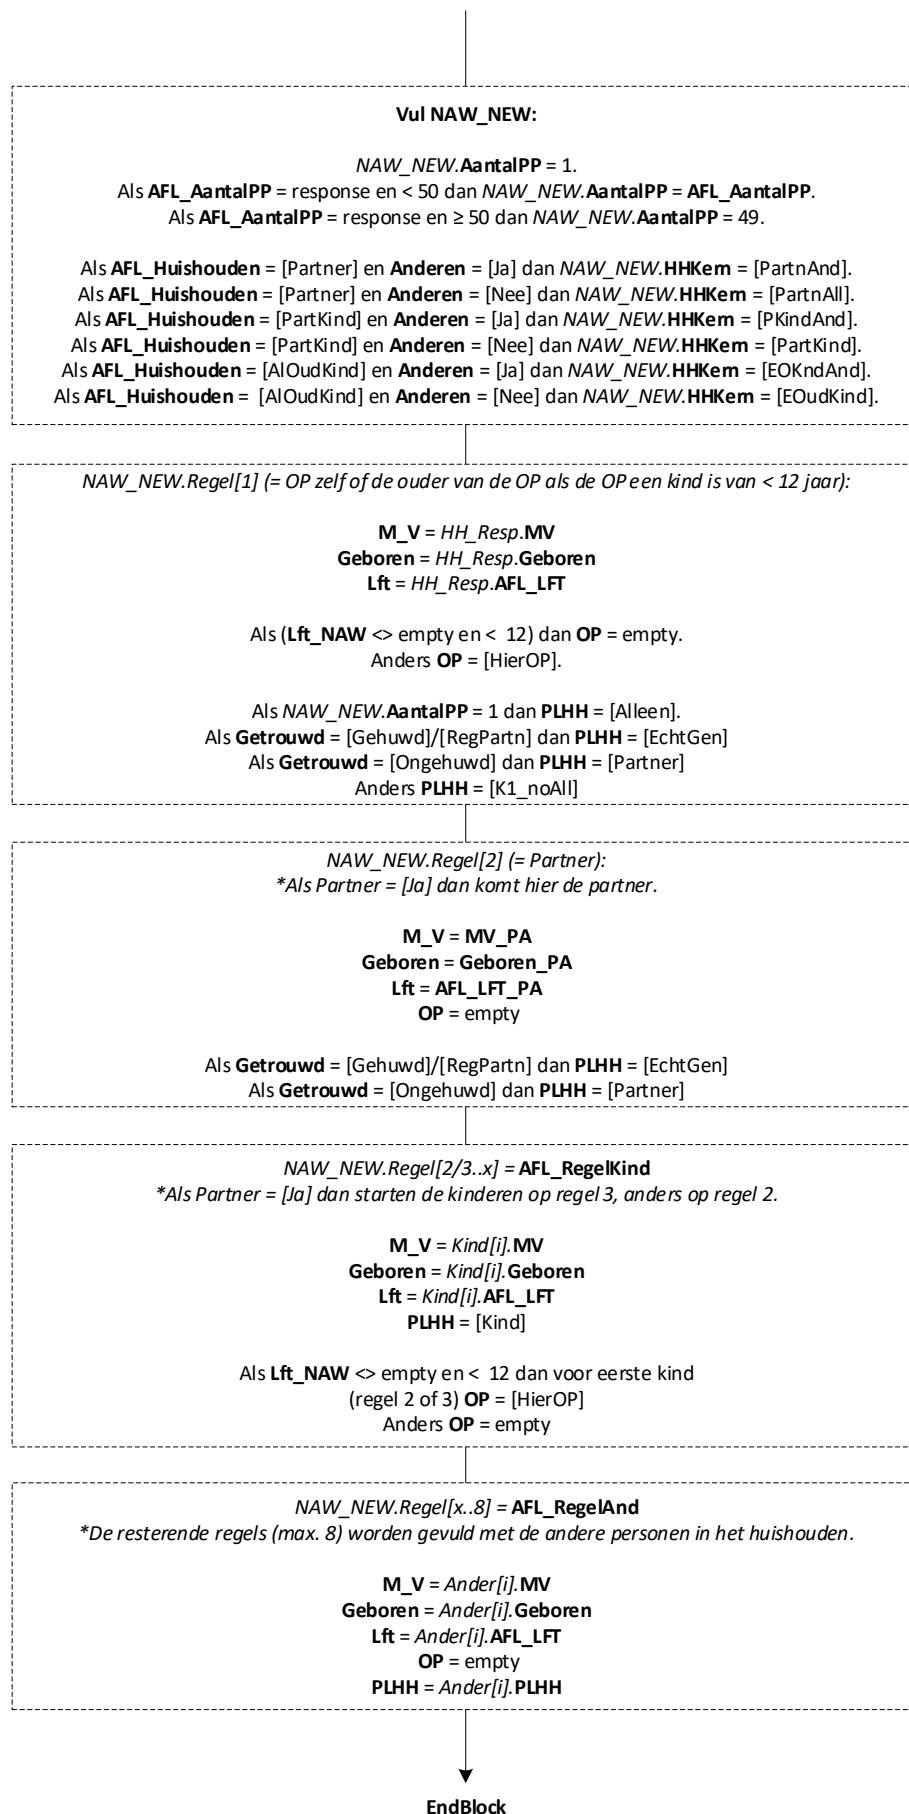 Vul NAW_NEW:
NAW_NEW.AantalPP = 1.
Als AFL_AantalPP = response en < 50 dan NAW_NEW.AantalPP = AFL_AantalPP.
Als AFL_AantalPP = response en ≥ 50 dan NAW_NEW.AantalPP = 49.
Als AFL_Huishouden = [Partner] en Anderen = [Ja] dan NAW_NEW.HHKern = [PartnAnd].
Als AFL_Huishouden = [Partner] en Anderen = [Nee] dan NAW_NEW.HHKern = [PartnAll].
Als AFL_Huishouden = [PartKind] en Anderen = [Ja] dan NAW_NEW.HHKern = [PKindAnd].
Als AFL_Huishouden = [PartKind] en Anderen = [Nee] dan NAW_NEW.HHKern = [PartKind].
Als AFL_Huishouden = [AlOudKind] en Anderen = [Ja] dan NAW_NEW.HHKern = [EOKndAnd].
Als AFL_Huishouden = [AlOudKind] en Anderen = [Nee] dan NAW_NEW.HHKern = [EOudKind].
NAW_NEW.Regel[1] (= OP zelf of de ouder van de OP als de OP een kind is van < 12 jaar):
M_V = HH_Resp.MV
Geboren = HH_Resp.Geboren
Lft = HH_Resp.AFL_LFT
Als (Lft_NAW <> empty en < 12) dan OP = empty.
Anders OP = [HierOP].
Als NAW_NEW.AantalPP = 1 dan PLHH = [Alleen].
Als Getrouwd = [Gehuwd]/[RegPartn] dan PLHH = [EchtGen]
Als Getrouwd = [Ongehuwd] dan PLHH = [Partner]
Anders PLHH = [K1_noAll]
NAW_NEW.Regel[2] (= Partner):
*Als Partner = [Ja] dan komt hier de partner.
M_V = MV_PA
Geboren = Geboren_PA
Lft = AFL_LFT_PA
OP = empty
Als Getrouwd = [Gehuwd]/[RegPartn] dan PLHH = [EchtGen]
Als Getrouwd = [Ongehuwd] dan PLHH = [Partner]
NAW_NEW.Regel[2/3..x] = AFL_RegelKind
*Als Partner = [Ja] dan starten de kinderen op regel 3, anders op regel 2.
M_V = Kind[i].MV
Geboren = Kind[i].Geboren
Lft = Kind[i].AFL_LFT
PLHH = [Kind]
Als Lft_NAW <> empty en < 12 dan voor eerste kind
(regel 2 of 3) OP = [HierOP]
Anders OP = empty
NAW_NEW.Regel[x..8] = AFL_RegelAnd
*De resterende regels (max. 8) worden gevuld met de andere personen in het huishouden.
M_V = Ander[i].MV
Geboren = Ander[i].Geboren
Lft = Ander[i].AFL_LFT
OP = empty
PLHH = Ander[i].PLHH
EndBlock